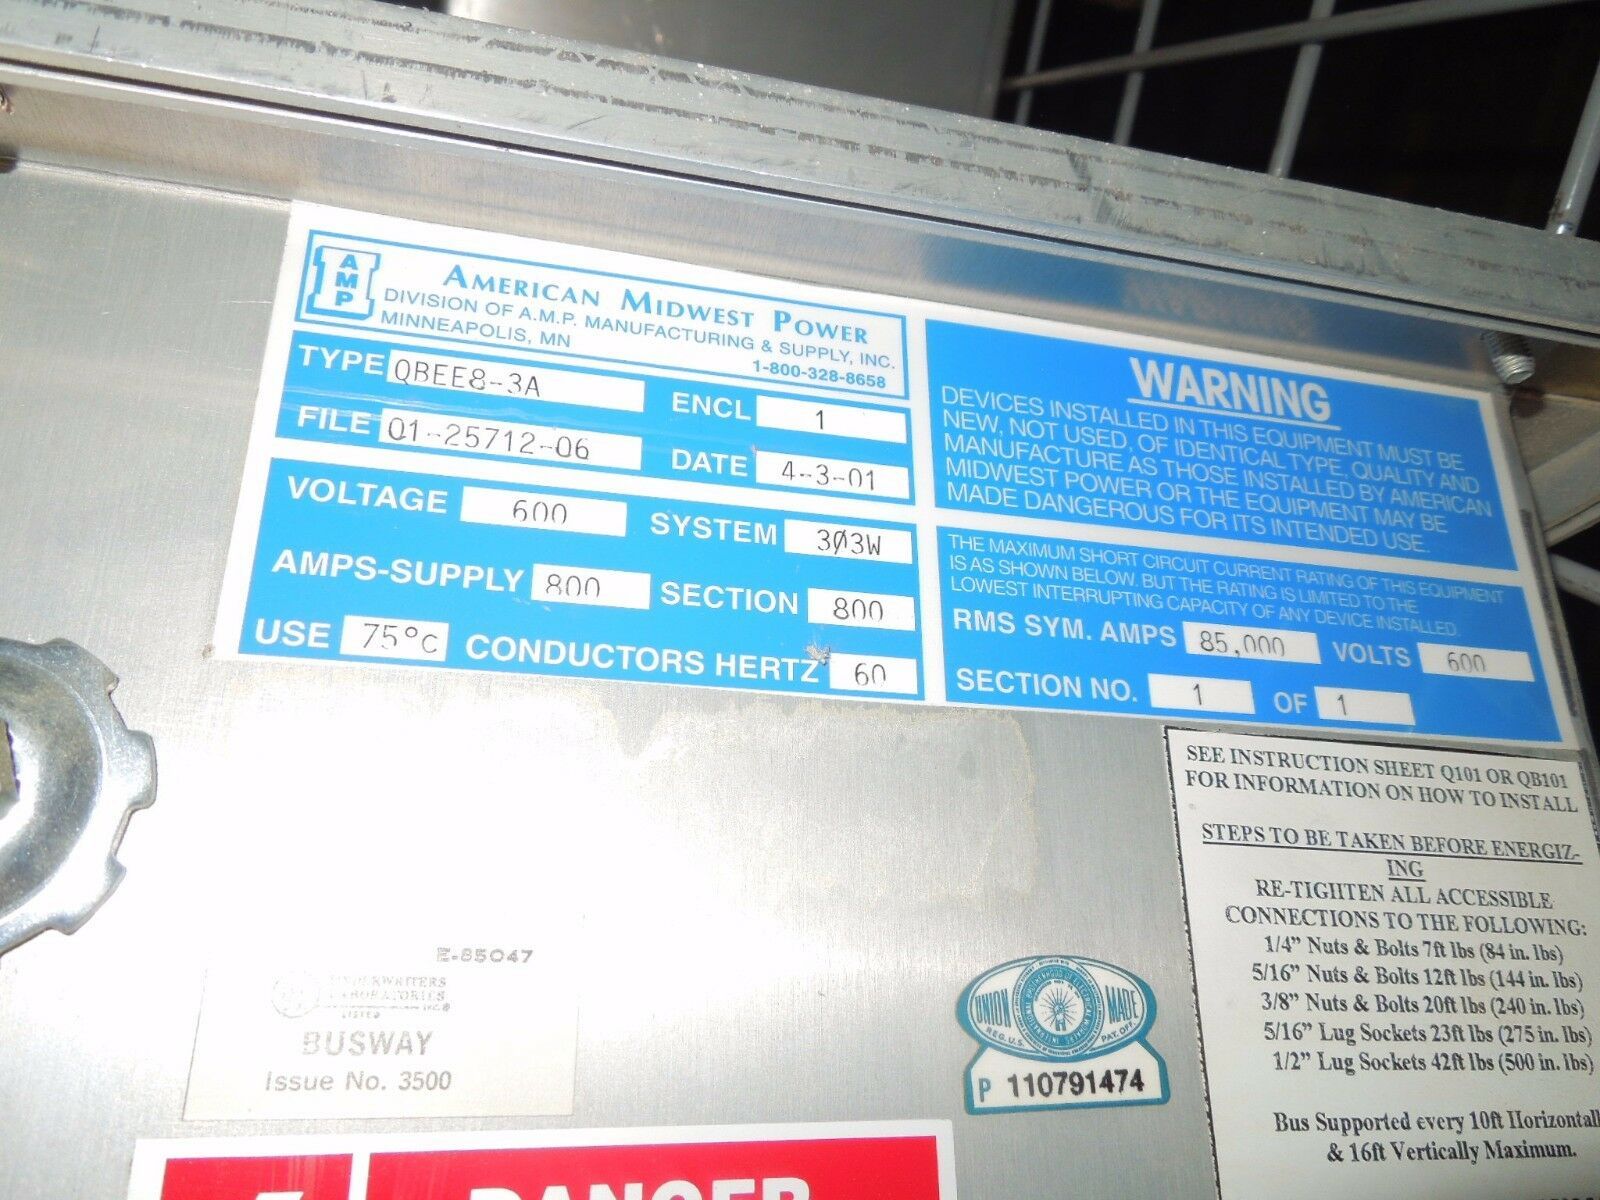 AMP
AMERICAN MIDWEST POWER
DIVISION OF A.M.P. MANUFACTURING & SUPPLY, INC.
MINNEAPOLIS, MN
1-800-328-8658
TYPE QBEE8-3A ENCL 1
FILE Q1-25712-06 DATE 4-3-01
VOLTAGE 600 SYSTEM 3Ø3W
AMPS-SUPPLY 800 SECTION 800
USE 75°C CONDUCTORS HERTZ 60
WARNING
DEVICES INSTALLED IN THIS EQUIPMENT MUST BE
NEW, NOT USED, OF IDENTICAL TYPE, QUALITY AND
MANUFACTURE AS THOSE INSTALLED BY AMERICAN
MIDWEST POWER OR THE EQUIPMENT MAY BE
MADE DANGEROUS FOR ITS INTENDED USE.
THE MAXIMUM SHORT CIRCUIT CURRENT RATING OF THIS EQUIPMENT
IS AS SHOWN BELOW. BUT THE RATING IS LIMITED TO THE
LOWEST INTERRUPTING CAPACITY OF ANY DEVICE INSTALLED.
RMS SYM. AMPS 85,000 VOLTS 600
SECTION NO. 1 OF 1
SEE INSTRUCTION SHEET Q101 OR QB101
FOR INFORMATION ON HOW TO INSTALL
STEPS TO BE TAKEN BEFORE ENERGIZ-
ING
RE-TIGHTEN ALL ACCESSIBLE
CONNECTIONS TO THE FOLLOWING:
1/4" Nuts & Bolts 7ft lbs (84 in. lbs)
5/16" Nuts & Bolts 12ft lbs (144 in. lbs)
3/8" Nuts & Bolts 20ft lbs (240 in. lbs)
5/16" Lug Sockets 23ft lbs (275 in. lbs)
1/2" Lug Sockets 42ft lbs (500 in. lbs)
Bus Supported every 10ft Horizontall
& 16ft Vertically Maximum.
E-85047
UNDERWRITERS
LABORATORIES
INC.®
LISTED
BUSWAY
Issue No. 3500
UNION MADE
REG. U.S. PAT. OFF.
P 110791474
DANGER